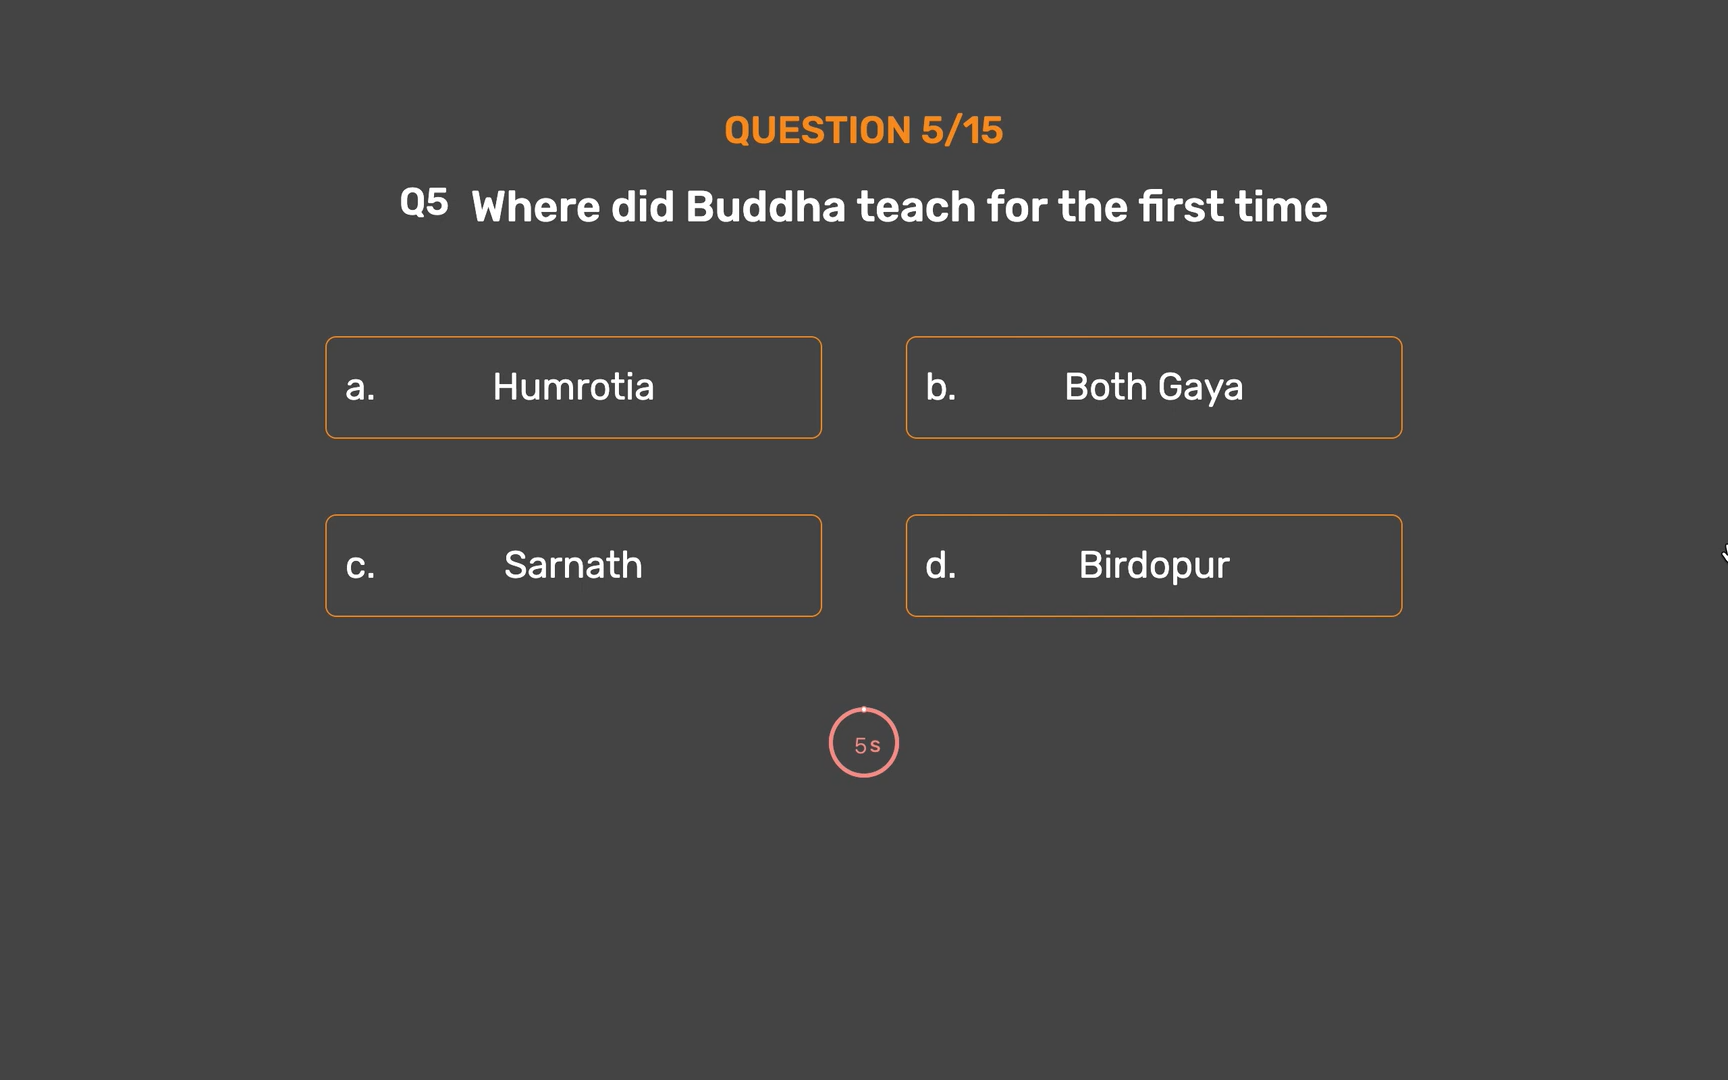 QUESTION 5/15
Q5 Where did Buddha teach for the first time
a. Humrotia
b. Both Gaya
c. Sarnath
d. Birdopur
5s